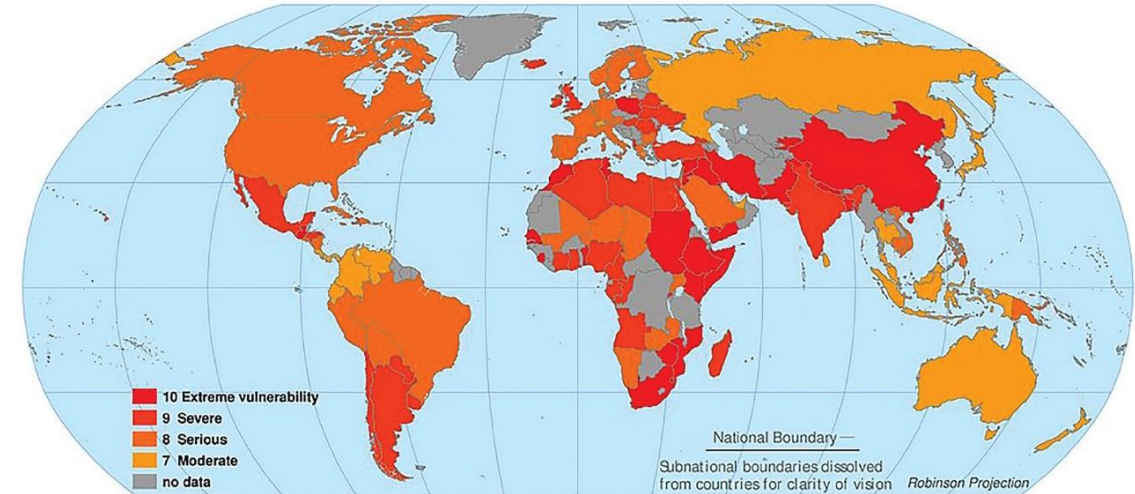 10 Extreme vulnerability
9 Severe
8 Serious
7 Moderate
no data
National Boundary —
Subnational boundaries dissolved
from countries for clarity of vision
Robinson Projection